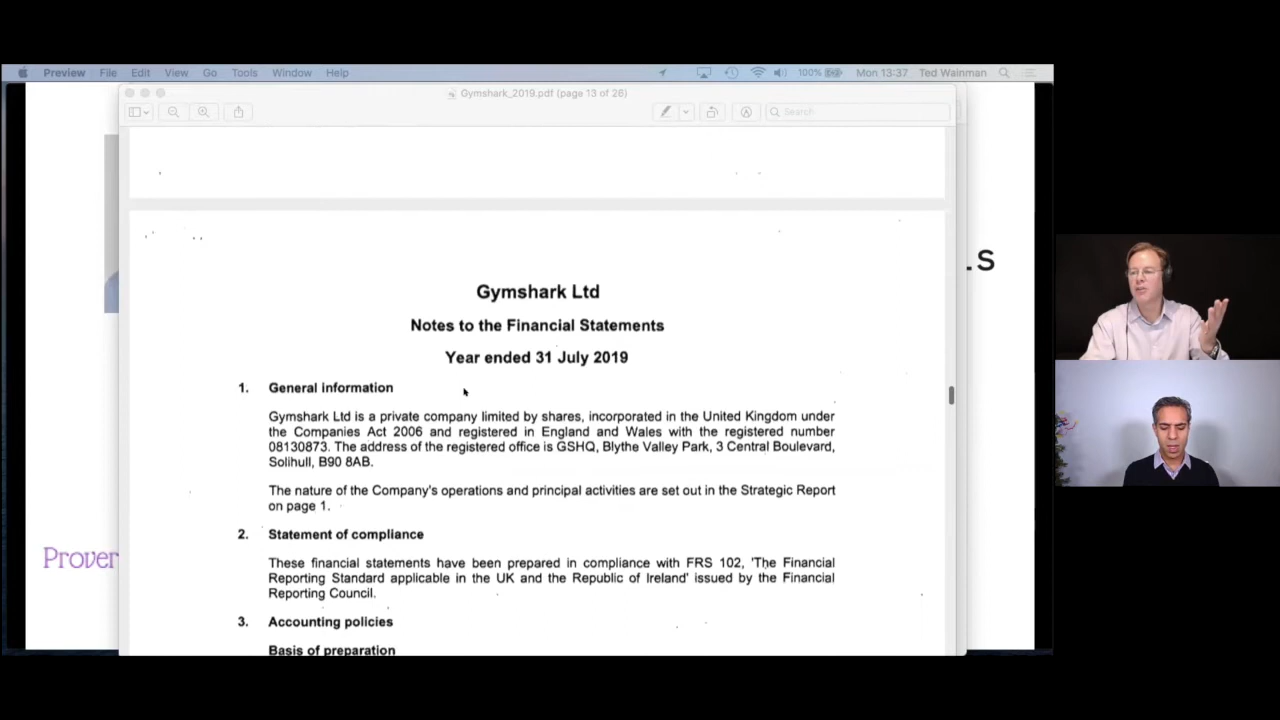 Preview File Edit View Go Tools Window Help 100% Mon 13:37 Ted Wainman
Gymshark_2019.pdf (page 13 of 26)
Search
Gymshark Ltd
Notes to the Financial Statements
Year ended 31 July 2019
1. General information
Gymshark Ltd is a private company limited by shares, incorporated in the United Kingdom under
the Companies Act 2006 and registered in England and Wales with the registered number
08130873. The address of the registered office is GSHQ, Blythe Valley Park, 3 Central Boulevard,
Solihull, B90 8AB.
The nature of the Company's operations and principal activities are set out in the Strategic Report
on page 1.
2. Statement of compliance
These financial statements have been prepared in compliance with FRS 102, 'The Financial
Reporting Standard applicable in the UK and the Republic of Ireland' issued by the Financial
Reporting Council.
3. Accounting policies
Basis of preparation
Prover
LS